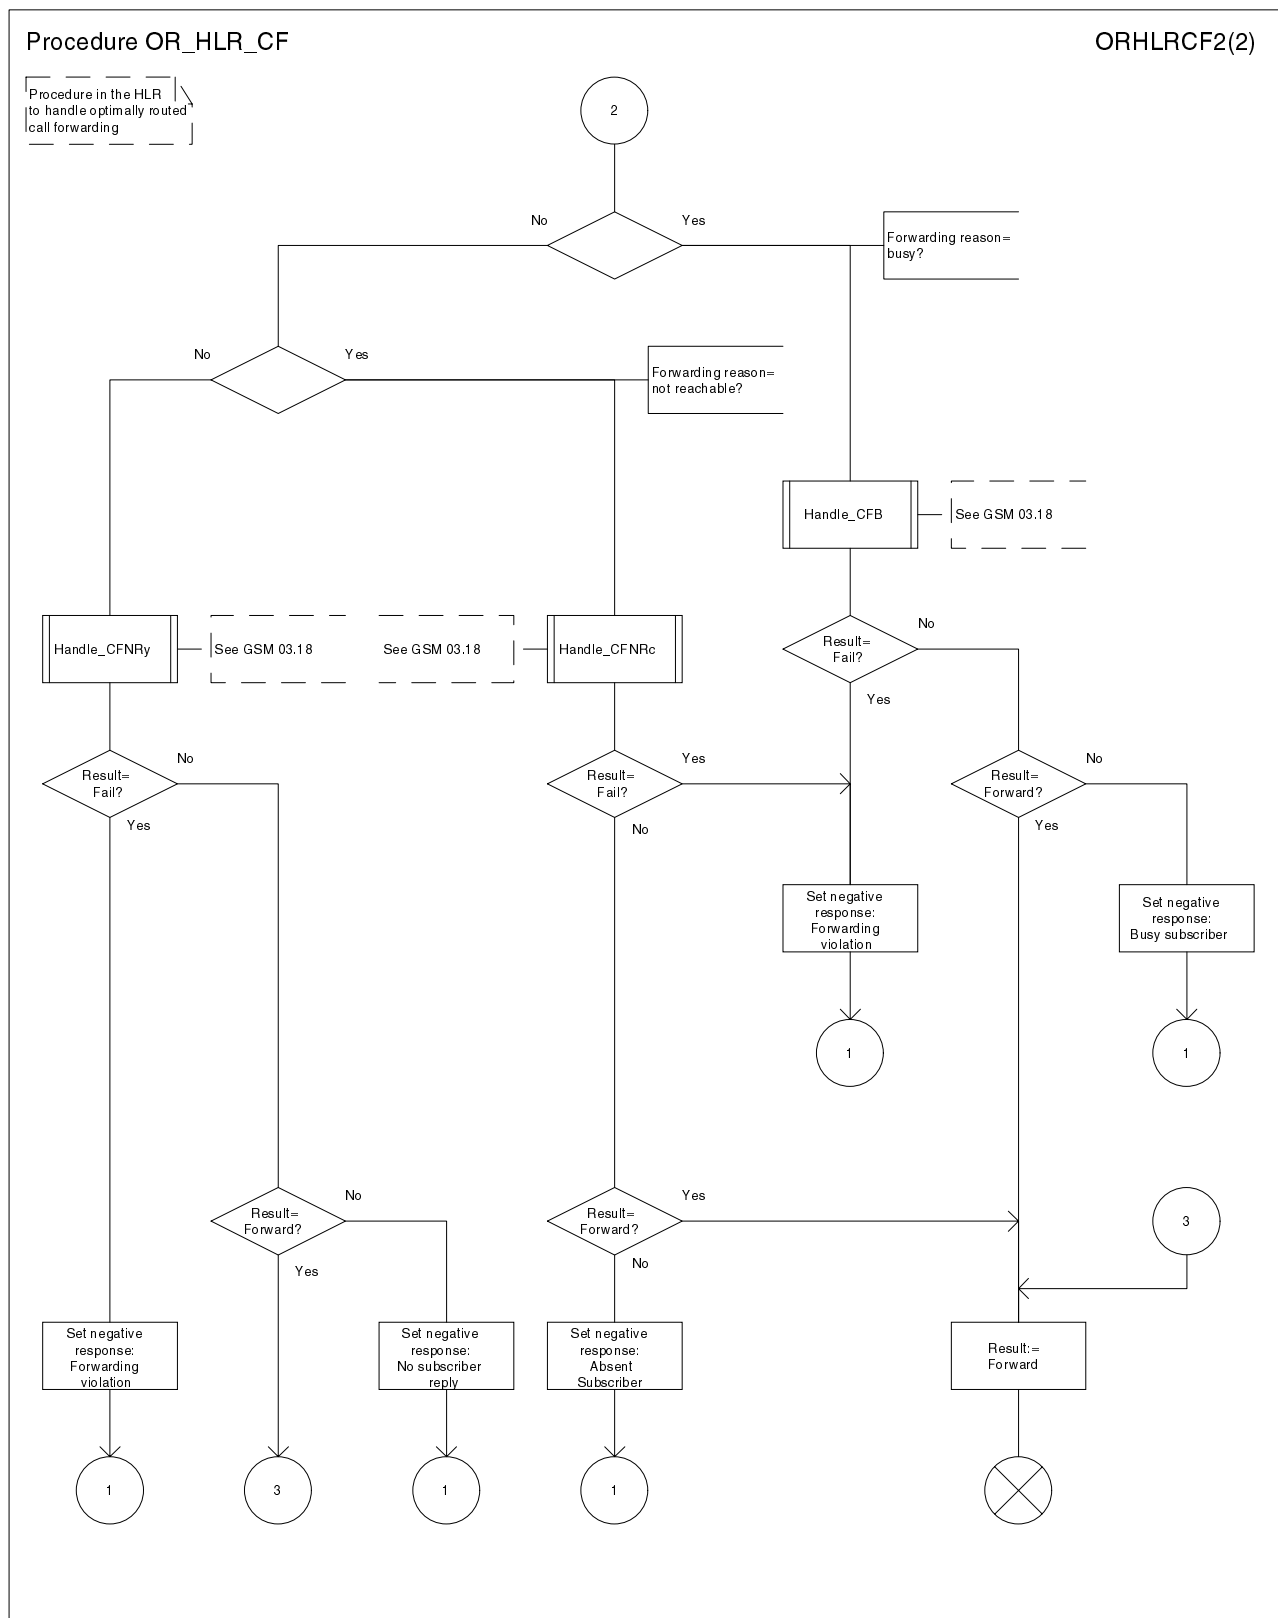 Procedure OR_HLR_CF
ORHLRCF2(2)
Procedure in the HLR
to handle optimally routed
call forwarding
2
No
Yes
Forwarding reason=
busy?
No
Yes
Forwarding reason=
not reachable?
Handle_CFB
See GSM 03.18
Handle_CFNRy
See GSM 03.18
See GSM 03.18
Handle_CFNRc
Result=
Fail?
No
Yes
Result=
Fail?
No
Yes
Result=
Fail?
Yes
No
Result=
Forward?
No
Yes
Set negative
response:
Forwarding
violation
Set negative
response:
Busy subscriber
1
1
Result=
Forward?
No
Yes
Result=
Forward?
Yes
No
3
Set negative
response:
Forwarding
violation
Set negative
response:
No subscriber
reply
Set negative
response:
Absent
Subscriber
Result:=
Forward
1
3
1
1